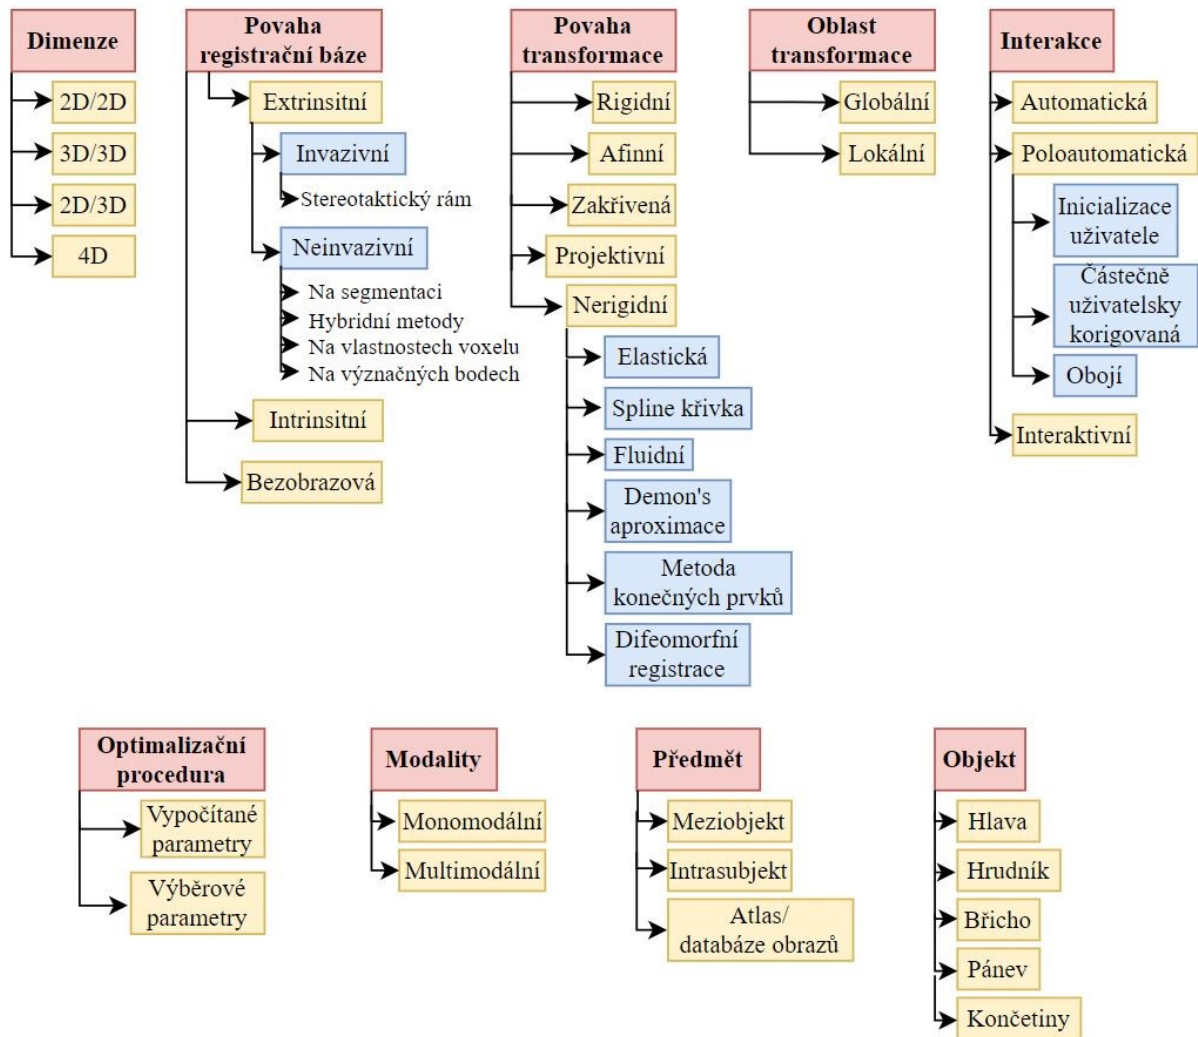 Dimenze
2D/2D
3D/3D
2D/3D
4D
Povaha
registrační báze
Extrinsitní
Invazivní
Stereotaktický rám
Neinvazivní
Na segmentaci
Hybridní metody
Na vlastnostech voxelu
Na význačných bodech
Intrinsitní
Bezobrazová
Povaha
transformace
Rigidní
Afinní
Zakřivená
Projektivní
Nerigidní
Elastická
Spline křivka
Fluidní
Demon's
aproximace
Metoda
konečných prvků
Difeomorfní
registrace
Oblast
transformace
Globální
Lokální
Interakce
Automatická
Poloautomatická
Inicializace
uživatele
Částečně
uživatelsky
korigovaná
Obojí
Interaktivní
Optimalizační
procedura
Vypočítané
parametry
Výběrové
parametry
Modality
Monomodální
Multimodální
Předmět
Meziobjekt
Intrasubjekt
Atlas/
databáze obrazů
Objekt
Hlava
Hrudník
Břicho
Pánev
Končetiny